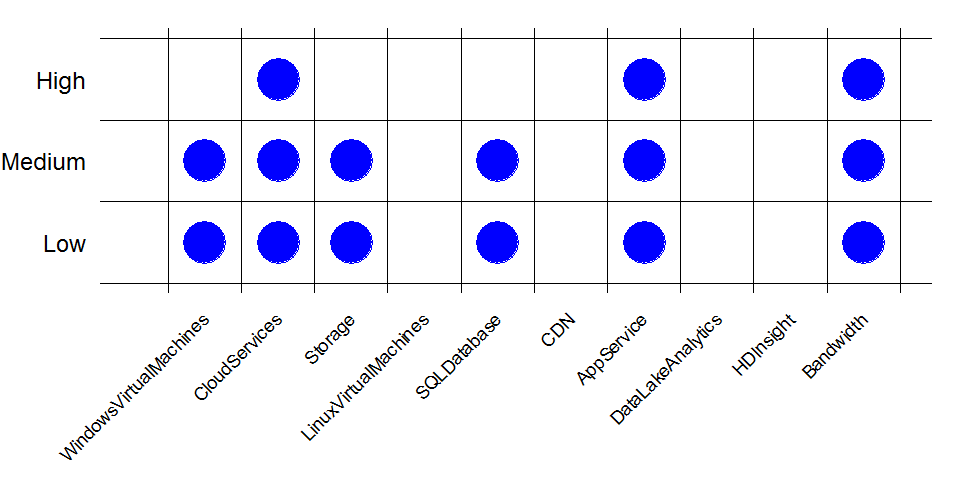 High
Medium
Low
WindowsVirtualMachines
CloudServices
Storage
LinuxVirtualMachines
SQLDatabase
CDN
AppService
DataLakeAnalytics
HDInsight
Bandwidth